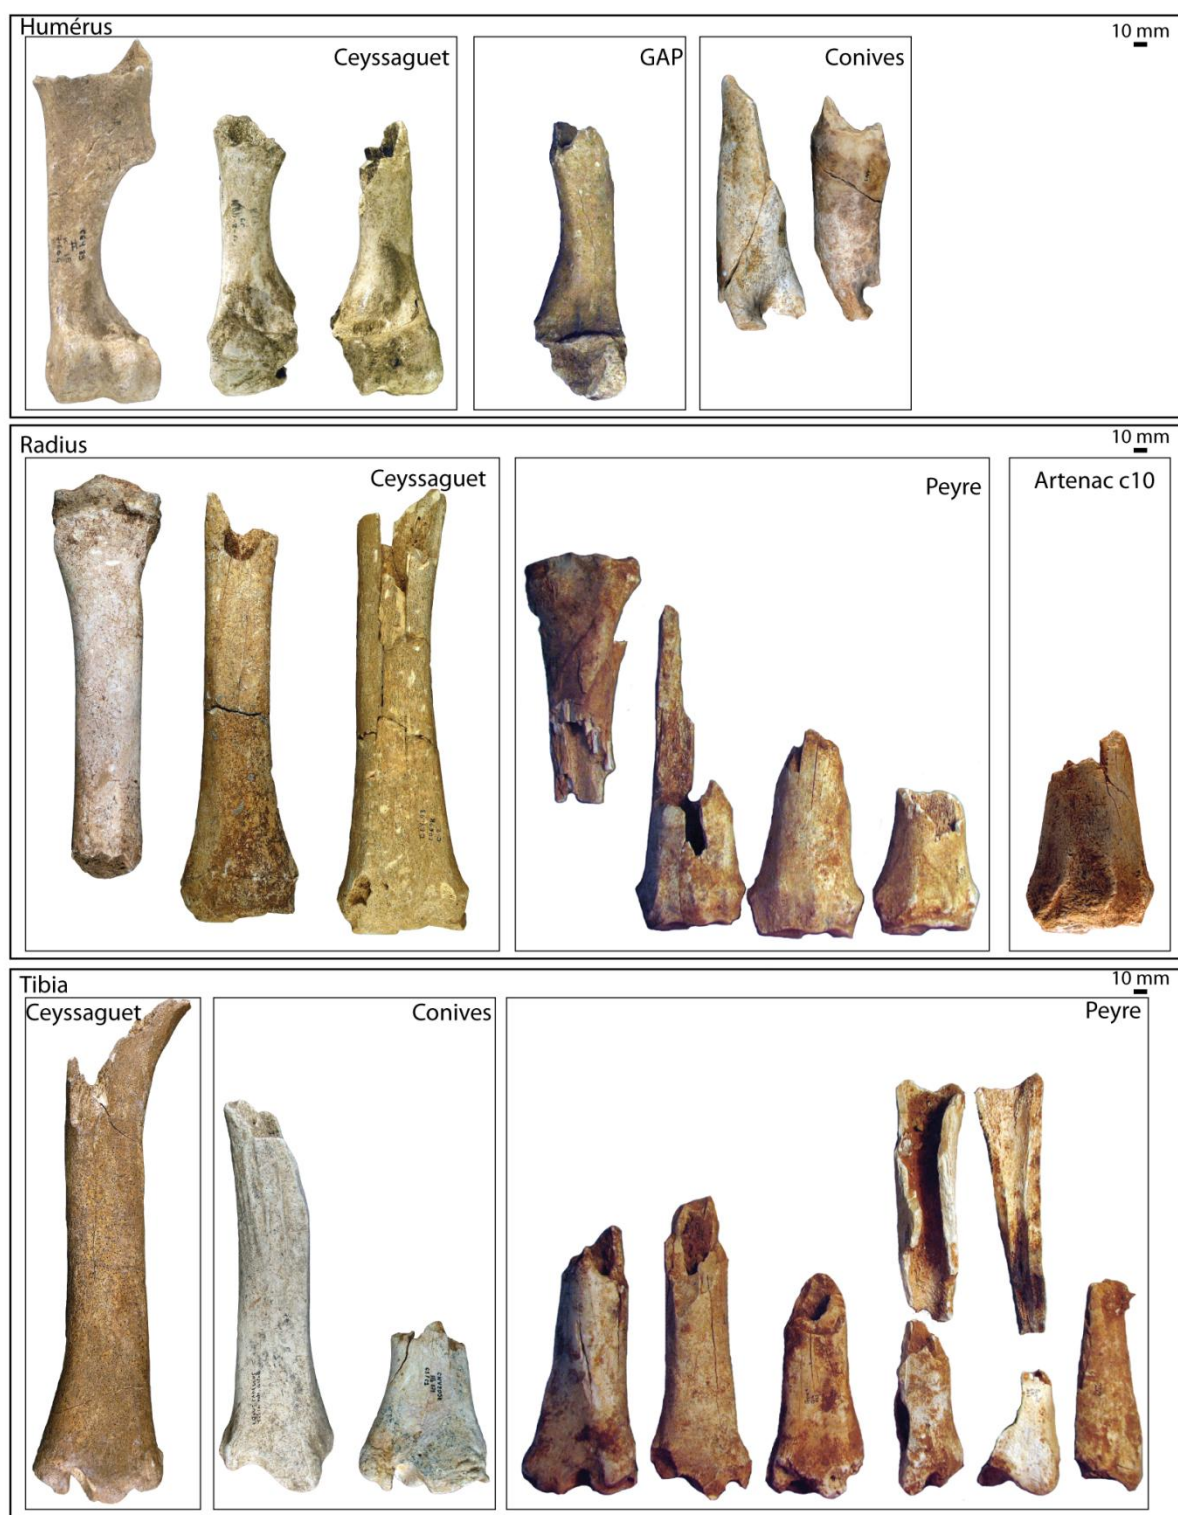 Humérus
10 mm
Ceyssaguet
GAP
Conives
Radius
10 mm
Ceyssaguet
Peyre
Artenac c10
Tibia
10 mm
Ceyssaguet
Conives
Peyre